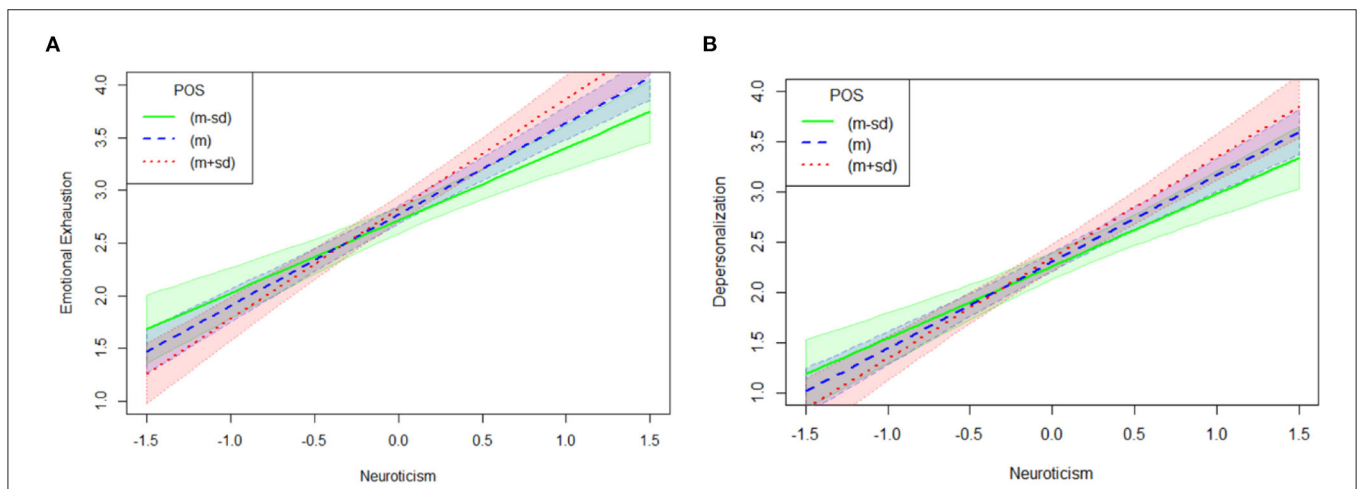 A
POS
(m-sd)
(m)
(m+sd)
Emotional Exhaustion
4.0
3.5
3.0
2.5
2.0
1.5
1.0
-1.5 -1.0 -0.5 0.0 0.5 1.0 1.5
Neuroticism
B
POS
(m-sd)
(m)
(m+sd)
Depersonalization
4.0
3.5
3.0
2.5
2.0
1.5
1.0
-1.5 -1.0 -0.5 0.0 0.5 1.0 1.5
Neuroticism